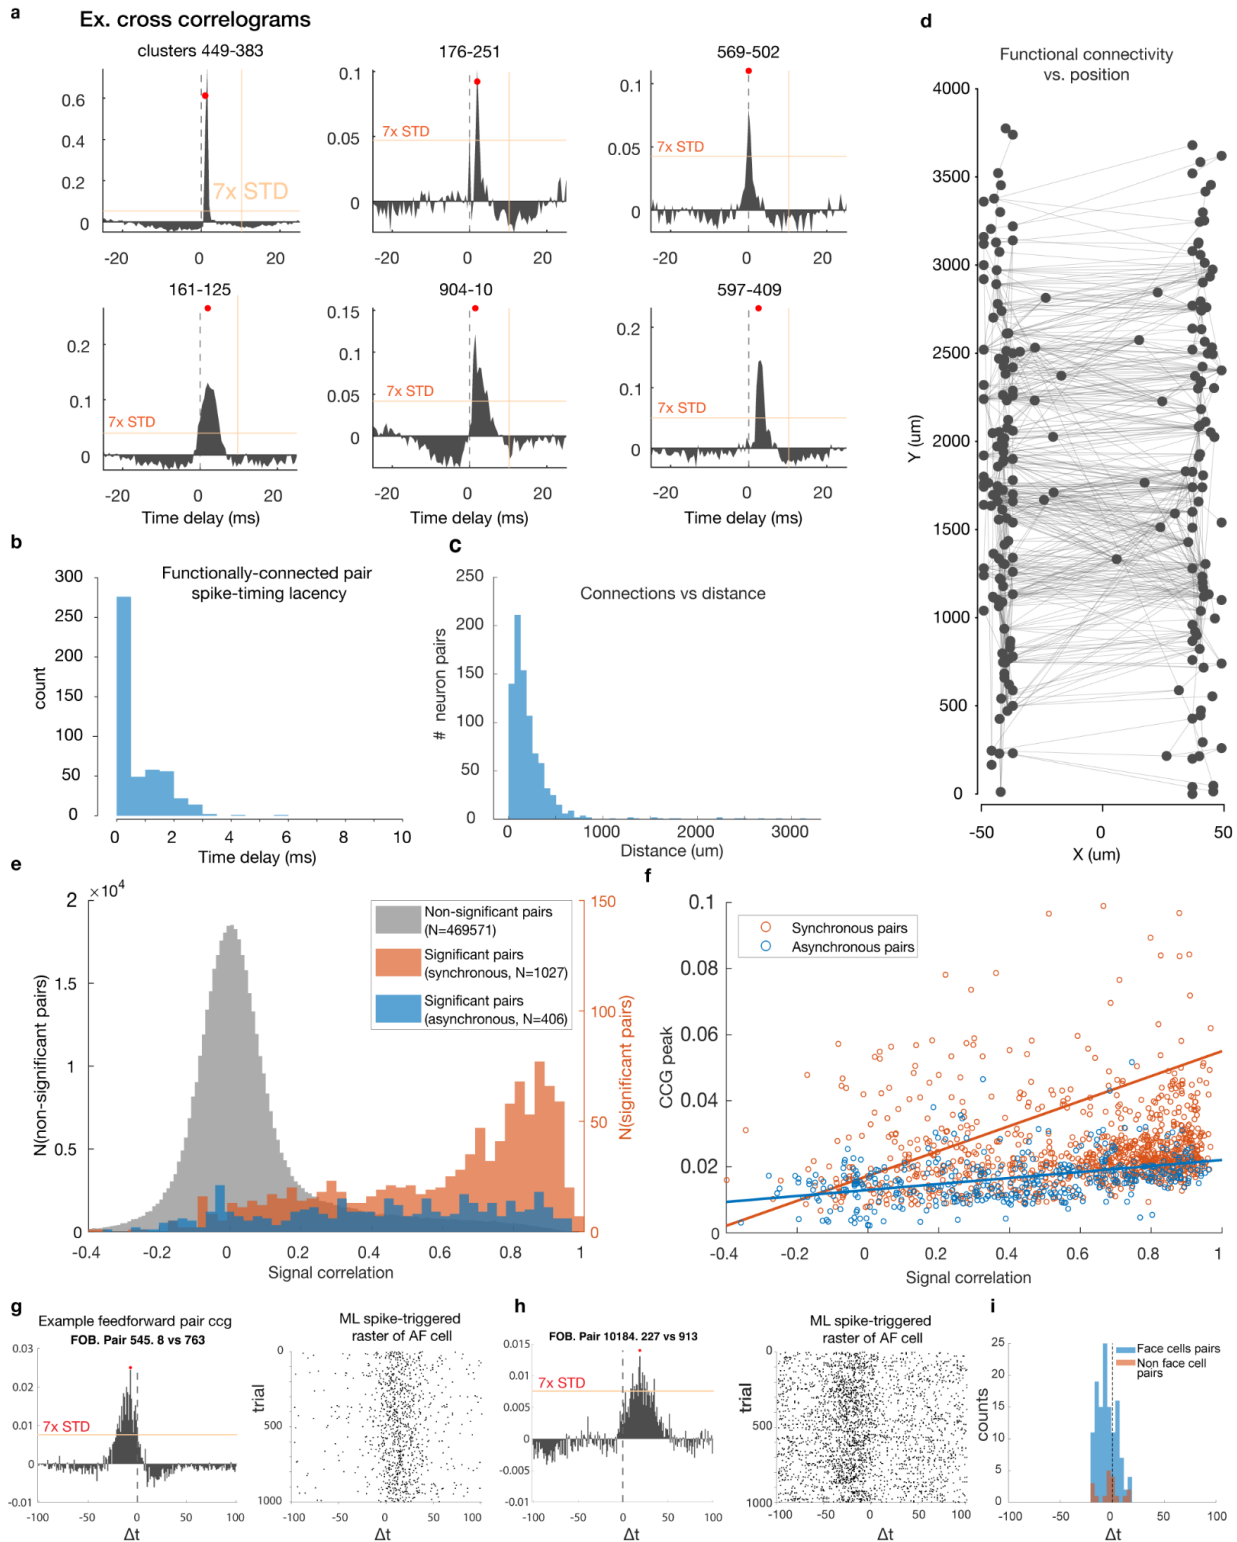 a
Ex. cross correlograms
clusters 449-383
0.6
0.4
0.2
0
7x STD
-20
0
20
176-251
0.1
0.05
0
7x STD
-20
0
20
569-502
0.1
0.05
0
7x STD
-20
0
20
161-125
0.2
0.1
0
7x STD
-20
0
20
Time delay (ms)
904-10
0.15
0.1
0.05
0
7x STD
-20
0
20
Time delay (ms)
597-409
0.2
0.1
0
7x STD
-20
0
20
Time delay (ms)
b
Functionally-connected pair
spike-timing lacency
300
250
200
150
100
50
0
count
0
2
4
6
8
10
Time delay (ms)
c
Connections vs distance
250
200
150
100
50
0
# neuron pairs
0
1000
2000
3000
Distance (um)
d
Functional connectivity
vs. position
4000
3500
3000
2500
2000
1500
1000
500
0
Y (um)
-50
0
50
X (um)
e
×10⁴
2
1.5
1
0.5
0
N(non-significant pairs)
Non-significant pairs
(N=469571)
Significant pairs
(synchronous, N=1027)
Significant pairs
(asynchronous, N=406)
150
100
50
0
N(significant pairs)
-0.4
-0.2
0
0.2
0.4
0.6
0.8
1
Signal correlation
f
0.1
0.08
0.06
0.04
0.02
0
CCG peak
Synchronous pairs
Asynchronous pairs
-0.4
-0.2
0
0.2
0.4
0.6
0.8
1
Signal correlation
g
Example feedforward pair ccg
FOB. Pair 545. 8 vs 763
0.03
0.02
0.01
0
-0.01
7x STD
-100
-50
0
50
100
Δt
ML spike-triggered
raster of AF cell
0
500
1000
trial
-100
-50
0
50
100
Δt
h
FOB. Pair 10184. 227 vs 913
0.015
0.01
0.005
0
-0.005
-0.01
7x STD
-100
-50
0
50
100
Δt
ML spike-triggered
raster of AF cell
0
500
1000
trial
-100
-50
0
50
100
Δt
i
25
20
15
10
5
0
counts
Face cells pairs
Non face cell
pairs
-100
-50
0
50
100
Δt